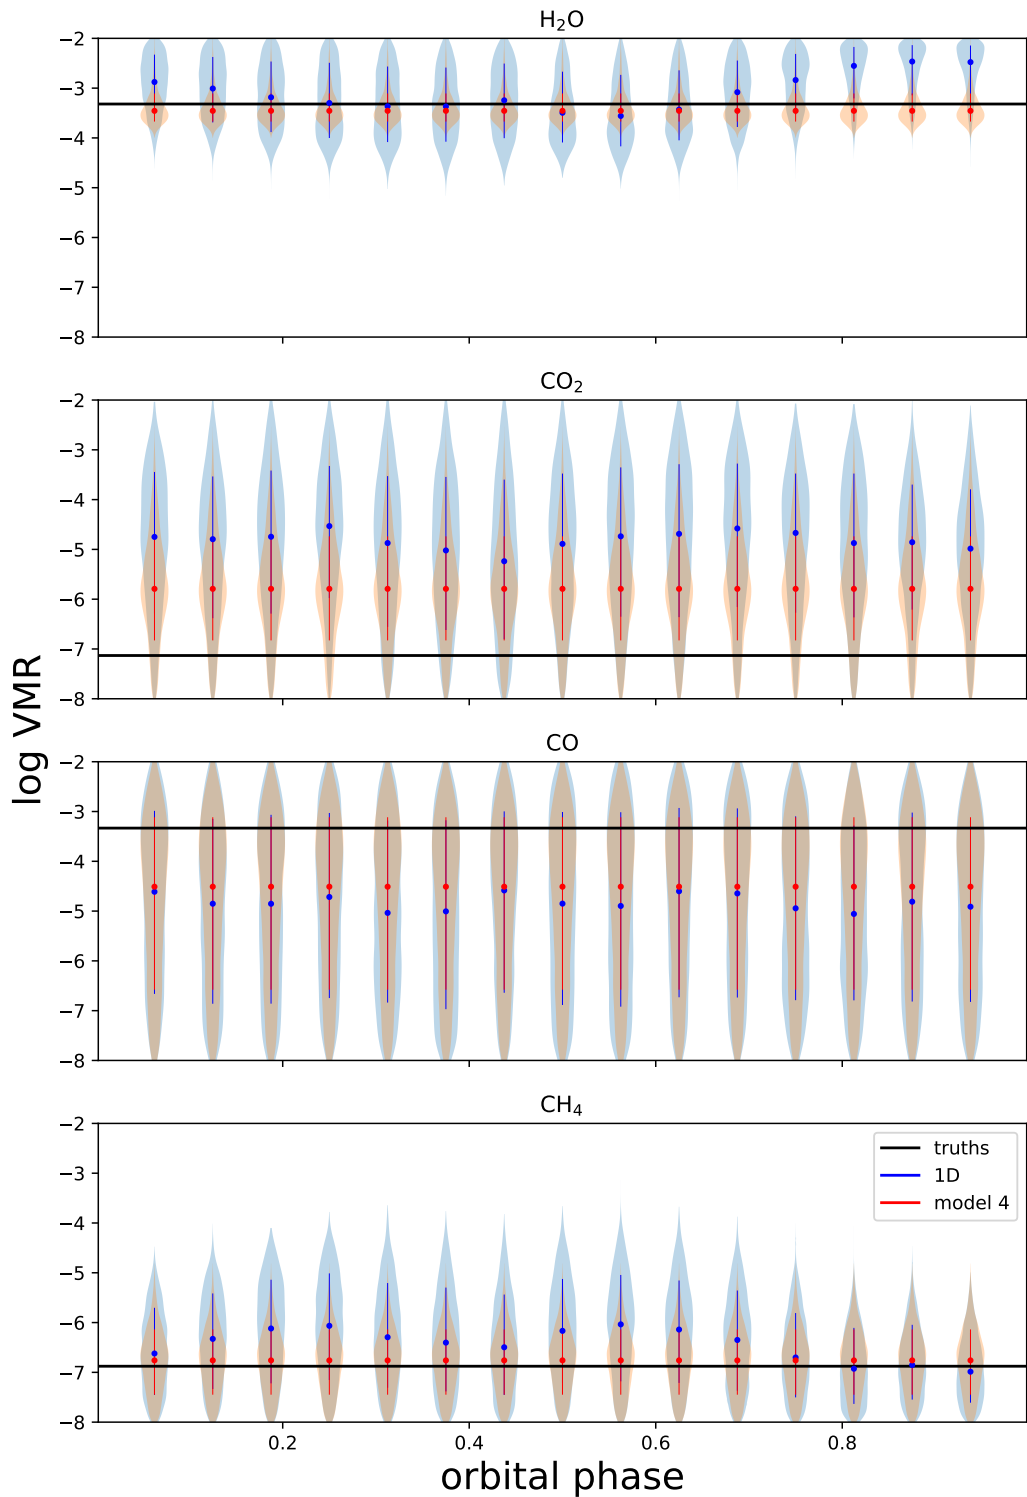 H₂O
−2
−3
−4
−5
−6
−7
−8
CO₂
−2
−3
−4
−5
−6
−7
−8
log VMR
CO
−2
−3
−4
−5
−6
−7
−8
CH₄
−2
−3
−4
−5
−6
−7
−8
truths
1D
model 4
0.2 0.4 0.6 0.8
orbital phase